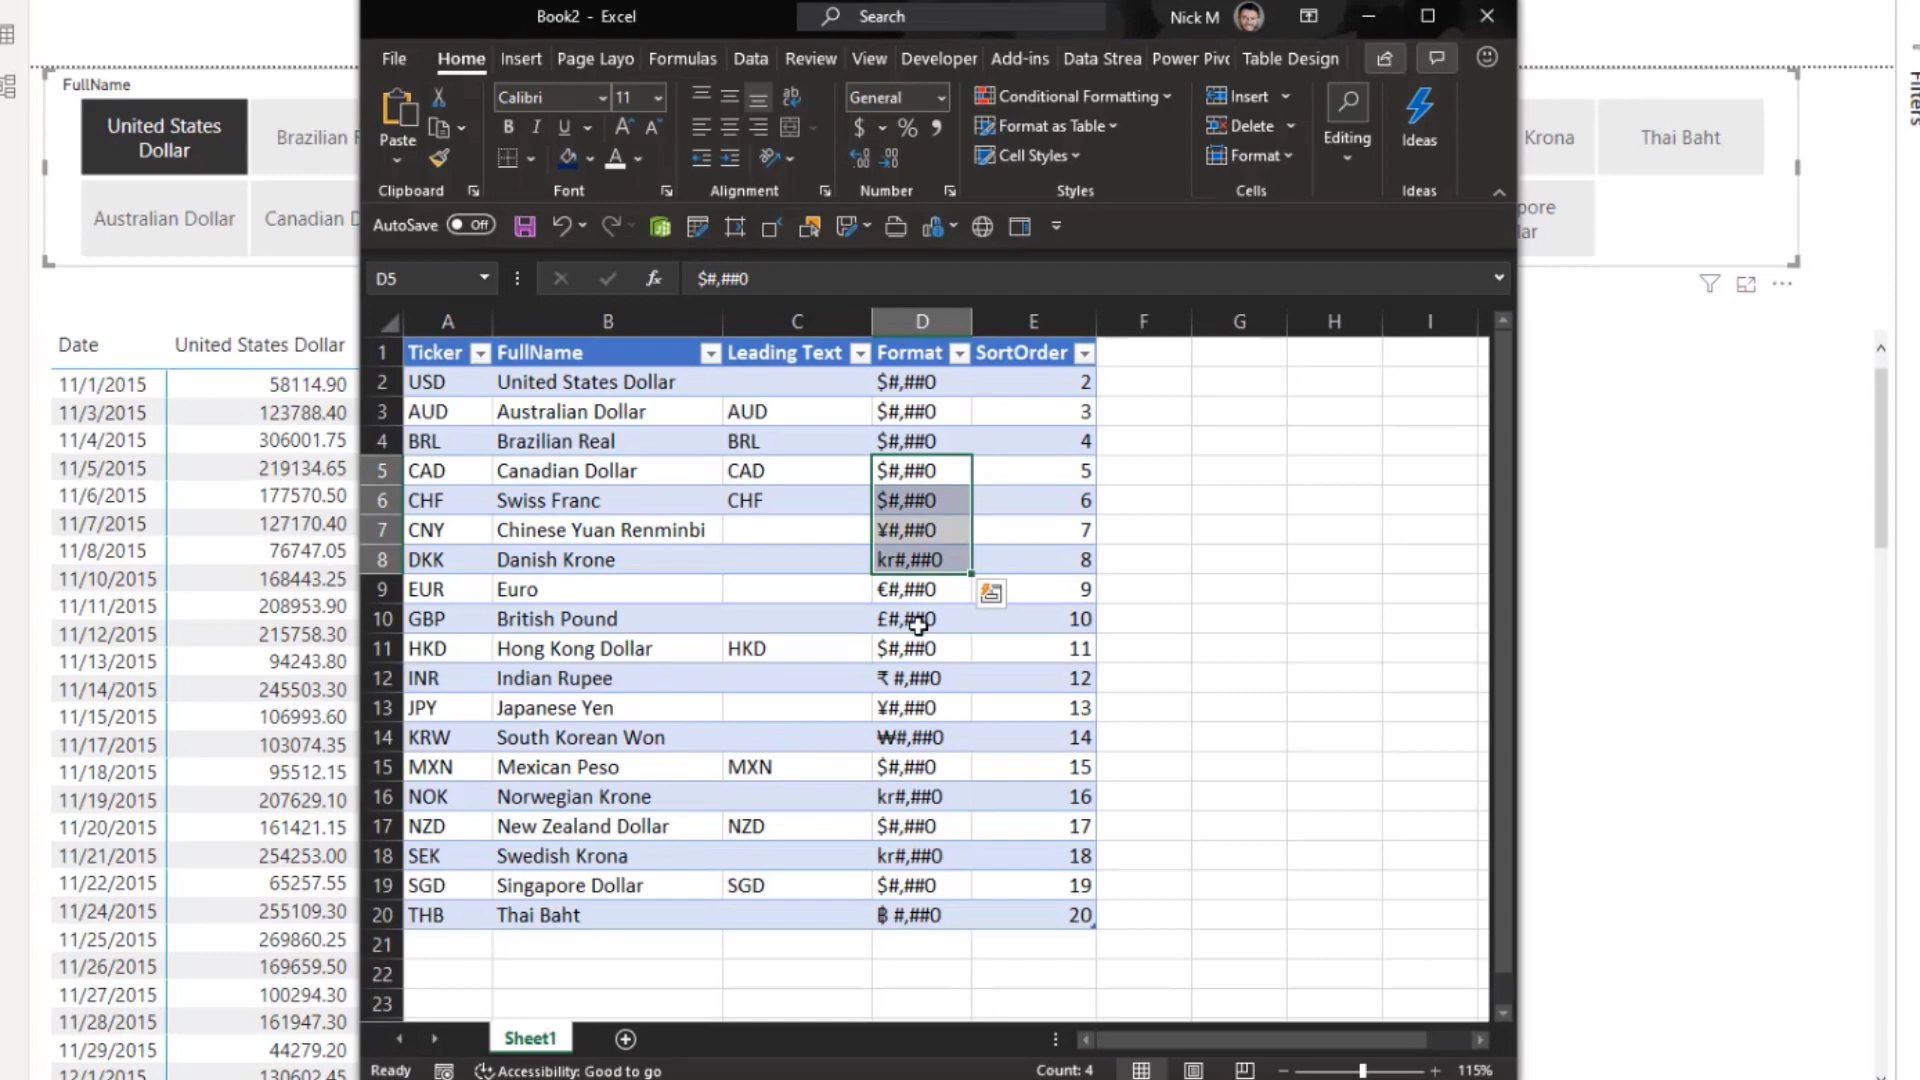 Book2 - Excel
Search
Nick M
File Home Insert Page Layo Formulas Data Review View Developer Add-ins Data Strea Power Pivc Table Design
FullName
United States
Dollar
Brazilian
Krona
Thai Baht
Australian Dollar
Canadian D
pore
lar
Filters
Paste
Calibri 11
B I U A A
A
General
$ % 9
Conditional Formatting
Format as Table
Cell Styles
Insert
Delete
Format
Editing
Ideas
Clipboard Font Alignment Number Styles Cells Ideas
AutoSave Off
D5 fx $#,##0
A B C D E F G H I
1 Ticker FullName Leading Text Format SortOrder
2 USD United States Dollar $#,##0 2
3 AUD Australian Dollar AUD $#,##0 3
4 BRL Brazilian Real BRL $#,##0 4
5 CAD Canadian Dollar CAD $#,##0 5
6 CHF Swiss Franc CHF $#,##0 6
7 CNY Chinese Yuan Renminbi ¥#,##0 7
8 DKK Danish Krone kr#,##0 8
9 EUR Euro €#,##0 9
10 GBP British Pound £#,##0 10
11 HKD Hong Kong Dollar HKD $#,##0 11
12 INR Indian Rupee ₹ #,##0 12
13 JPY Japanese Yen ¥#,##0 13
14 KRW South Korean Won ₩#,##0 14
15 MXN Mexican Peso MXN $#,##0 15
16 NOK Norwegian Krone kr#,##0 16
17 NZD New Zealand Dollar NZD $#,##0 17
18 SEK Swedish Krona kr#,##0 18
19 SGD Singapore Dollar SGD $#,##0 19
20 THB Thai Baht ฿ #,##0 20
21
22
23
Sheet1
Ready Accessibility: Good to go Count: 4 115%
Date United States Dollar
11/1/2015 58114.90
11/3/2015 123788.40
11/4/2015 306001.75
11/5/2015 219134.65
11/6/2015 177570.50
11/7/2015 127170.40
11/8/2015 76747.05
11/10/2015 168443.25
11/11/2015 208953.90
11/12/2015 215758.30
11/13/2015 94243.80
11/14/2015 245503.30
11/15/2015 106993.60
11/17/2015 103074.35
11/18/2015 95512.15
11/19/2015 207629.10
11/20/2015 161421.15
11/21/2015 254253.00
11/22/2015 65257.55
11/24/2015 255109.30
11/25/2015 269860.25
11/26/2015 169659.50
11/27/2015 100294.30
11/28/2015 161947.30
11/29/2015 44279.20
12/1/2015 130602.45